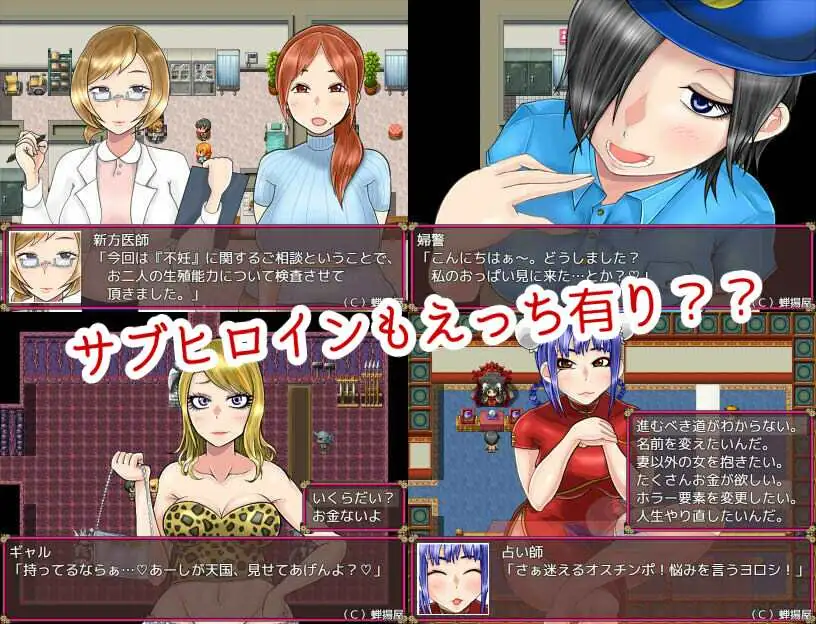 新方医師
「今回は『不妊』に関するご相談ということで、
お二人の生殖能力について検査させて
頂きました。」
(C) 蝉揚屋
婦警
「こんにちはぁ～。どうしました?
私のおっぱい見に来た…とか?♡」
(C) 蝉揚屋
サブヒロインもえっち有り??
いくらだい?
お金ないよ
ギャル
「持ってるならぁ…♡あーしが天国、見せてあげんよ?♡」
(C) 蝉揚屋
進むべき道がわからない。
名前を変えたいんだ。
妻以外の女を抱きたい。
たくさんお金が欲しい。
ホラー要素を変更したい。
人生やり直したいんだ。
占い師
「さぁ迷えるオスチンポ!悩みを言うヨロシ!」
(C) 蝉揚屋